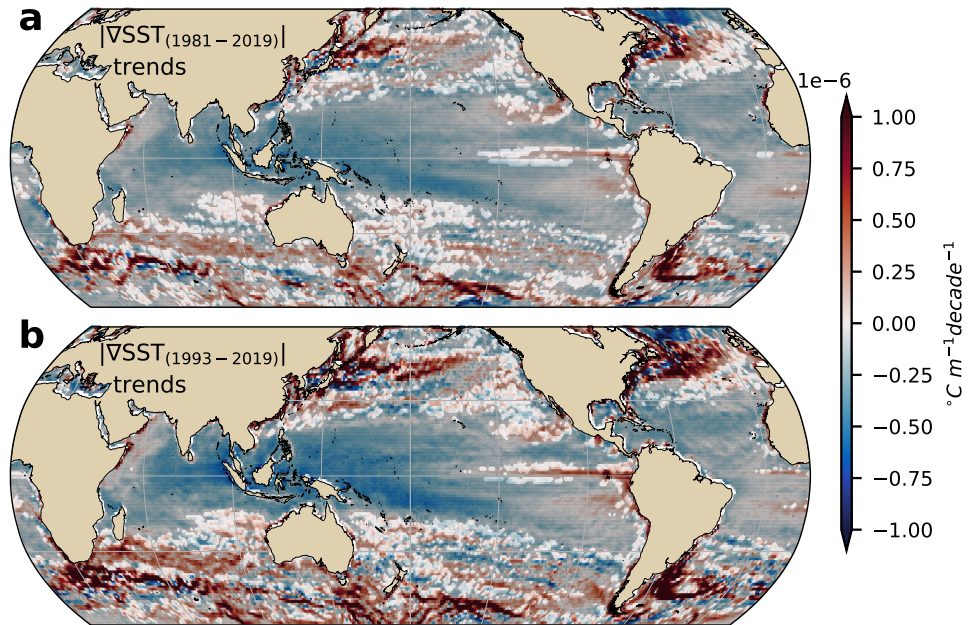 a
|∇SST(1981−2019)|
trends
1e−6
1.00
0.75
0.50
0.25
0.00
−0.25
−0.50
−0.75
−1.00
°C m⁻¹decade⁻¹
b
|∇SST(1993−2019)|
trends